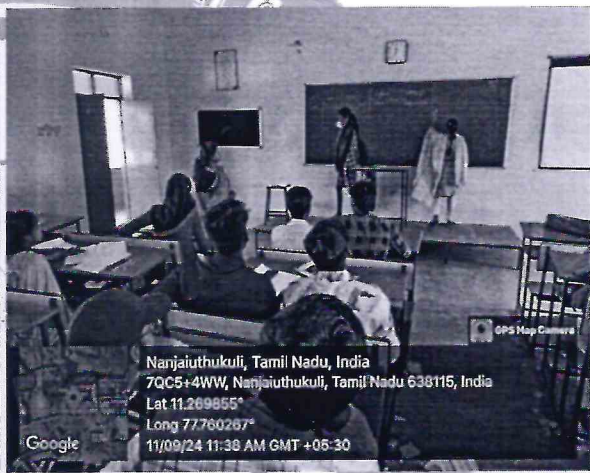 GPS Map Camera
Nanjaiuthukuli, Tamil Nadu, India
7QC5+4WW, Nanjaiuthukuli, Tamil Nadu 638115, India
Lat 11.269855°
Long 77.760267°
11/09/24 11:38 AM GMT +05:30
Google